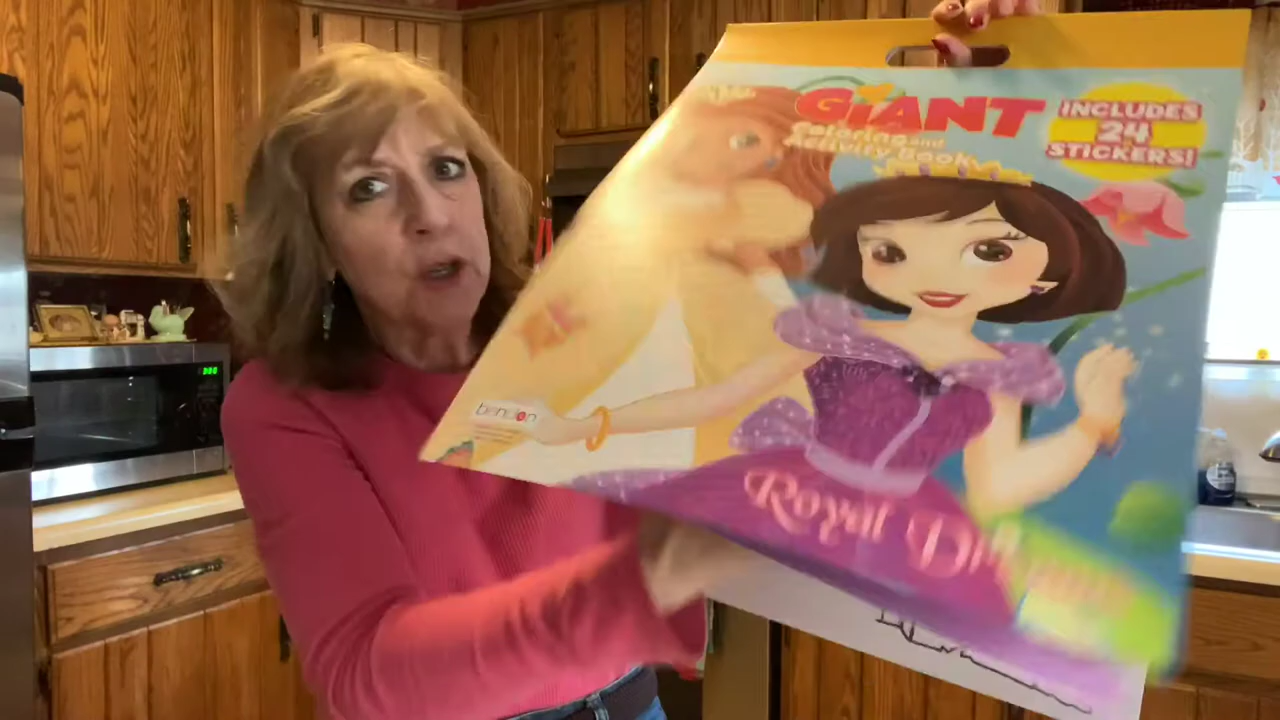 GiANT
Coloring and
Activity Book
INCLUDES
24
STICKERS!
bendon
Royal